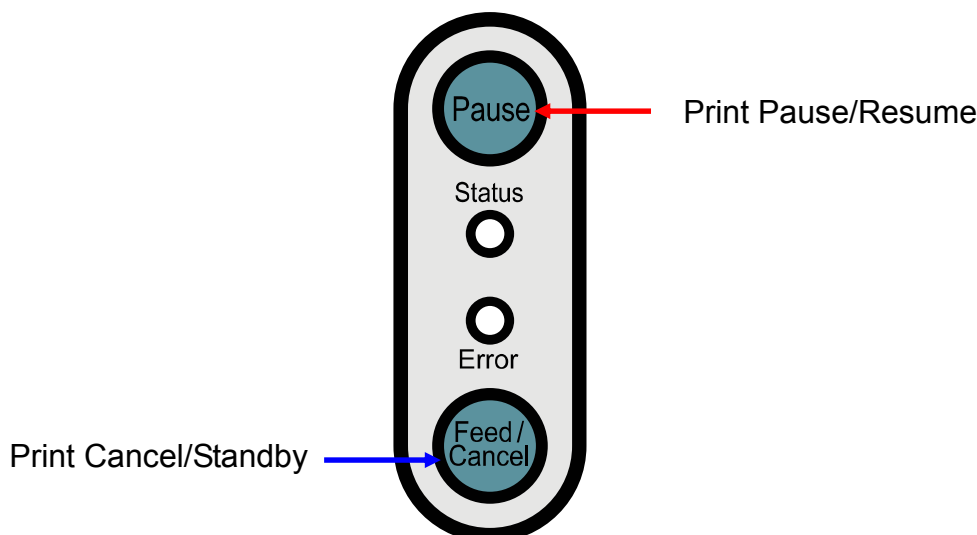 Pause
Print Pause/Resume
Status
Error
Feed /
Cancel
Print Cancel/Standby